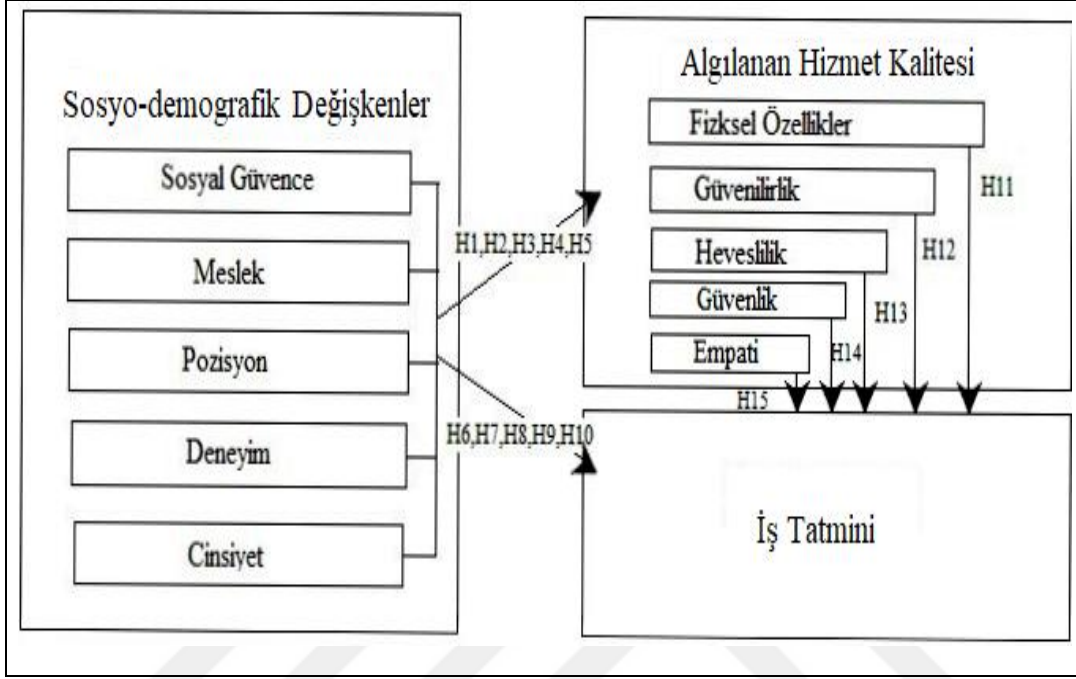 Sosyo-demografik Değişkenler
Sosyal Güvence
Meslek
Pozisyon
Deneyim
Cinsiyet
H1,H2,H3,H4,H5
H6,H7,H8,H9,H10
Algılanan Hizmet Kalitesi
Fizksel Özellikler
Güvenilirlik
Heveslilik
Güvenlik
Empati
H11
H12
H13
H14
H15
İş Tatmini